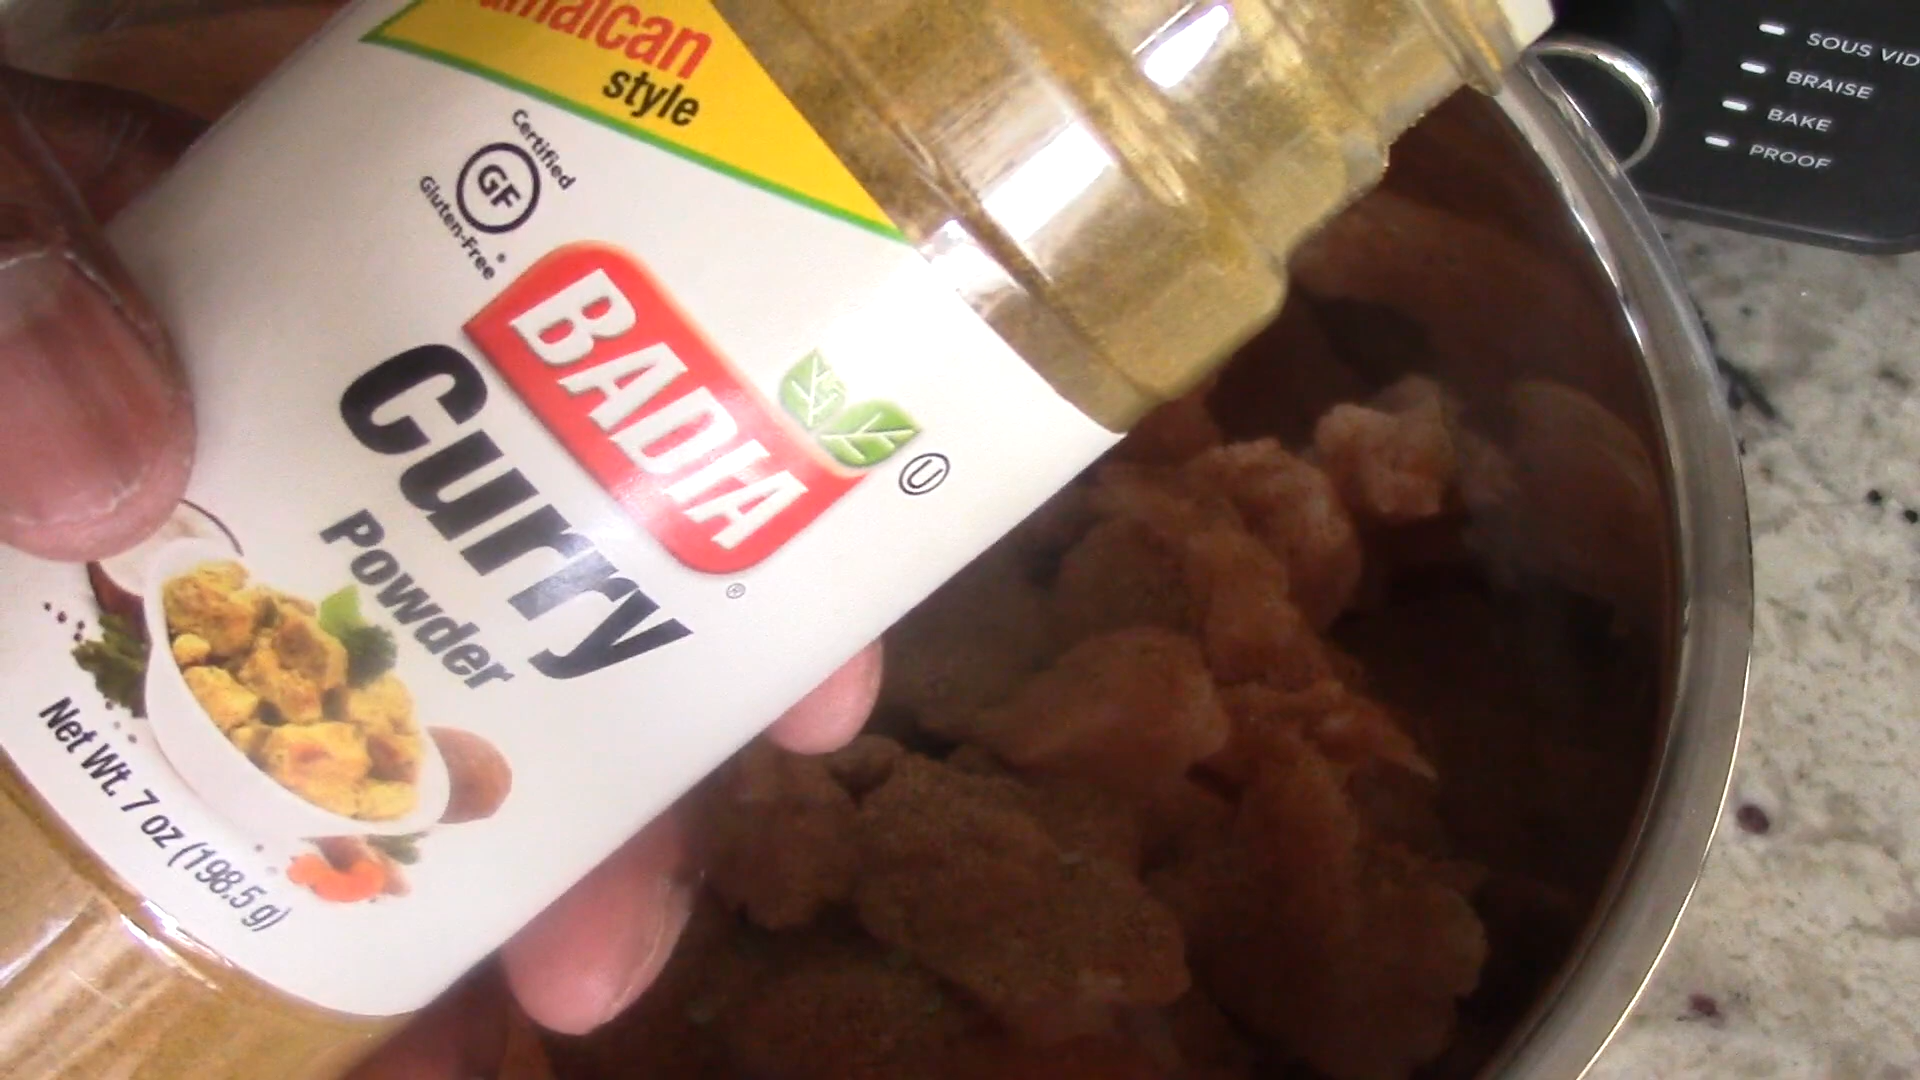 amaican
style
Certified
GF
Gluten-Free
BADIA
®
U
Curry
Powder
Net Wt. 7 oz (198.5 g)
SOUS VID
BRAISE
BAKE
PROOF